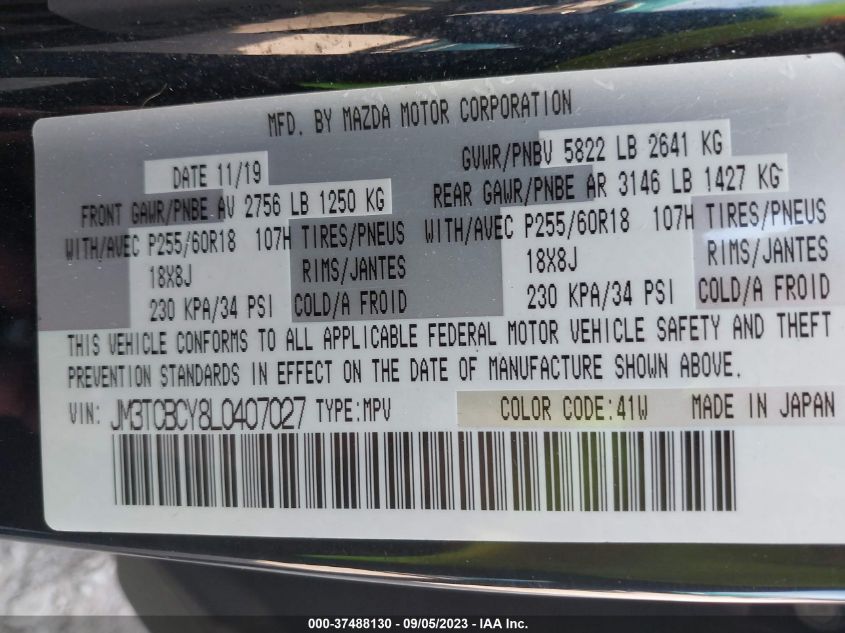 MFD. BY MAZDA MOTOR CORPORATION
DATE 11/19 GVWR/PNBV 5822 LB 2641 KG
FRONT GAWR/PNBE AV 2756 LB 1250 KG REAR GAWR/PNBE AR 3146 LB 1427 KG
WITH/AVEC P255/60R18 107H TIRES/PNEUS WITH/AVEC P255/60R18 107H TIRES/PNEUS
18X8J RIMS/JANTES 18X8J RIMS/JANTES
230 KPA/34 PSI COLD/A FROID 230 KPA/34 PSI COLD/A FROID
THIS VEHICLE CONFORMS TO ALL APPLICABLE FEDERAL MOTOR VEHICLE SAFETY AND THEFT
PREVENTION STANDARDS IN EFFECT ON THE DATE OF MANUFACTURE SHOWN ABOVE.
VIN: JM3TCBCY8L0407027 TYPE:MPV COLOR CODE:41W MADE IN JAPAN
000-37488130 - 09/05/2023 - IAA Inc.